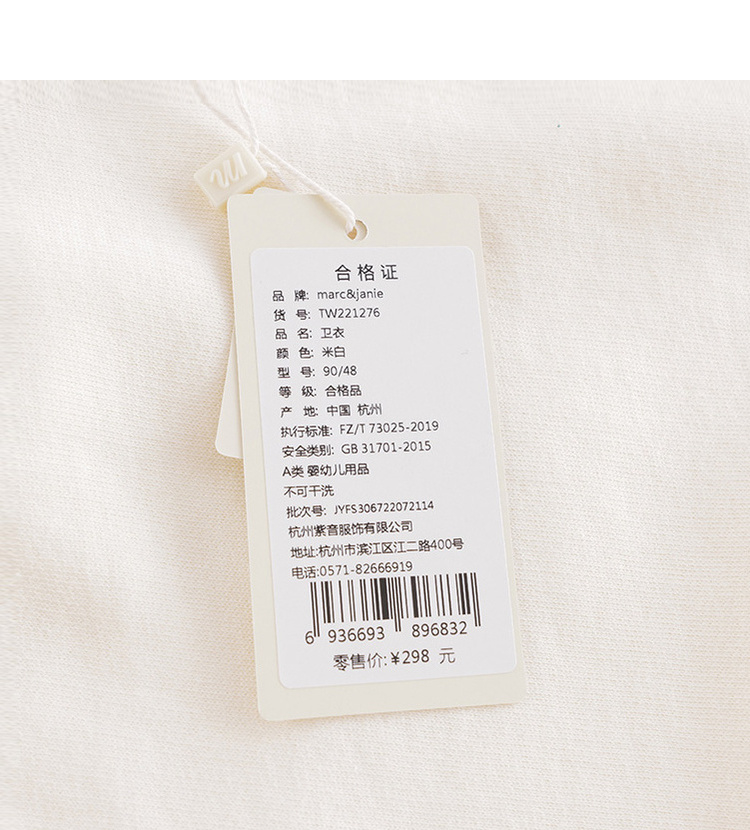 m
合格证
品 牌: marc&janie
货 号: TW221276
品 名: 卫衣
颜 色: 米白
型 号: 90/48
等 级: 合格品
产 地: 中国 杭州
执行标准: FZ/T 73025-2019
安全类别: GB 31701-2015
A类 婴幼儿用品
不可干洗
批次号: JYFS306722072114
杭州紫音服饰有限公司
地址:杭州市滨江区江二路400号
电话:0571-82666919
6 936693 896832
零售价:¥298 元